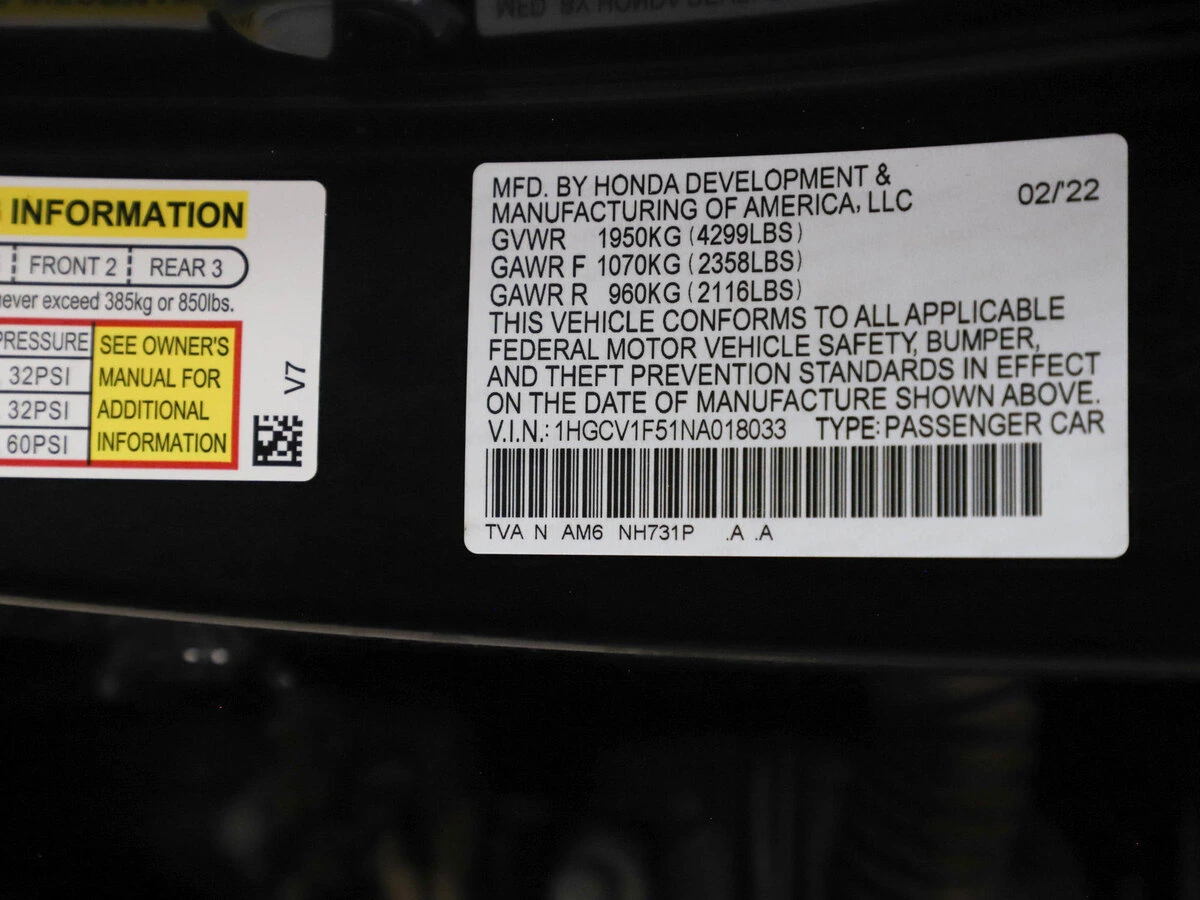 INFORMATION
FRONT 2 REAR 3
never exceed 385kg or 850lbs.
PRESSURE SEE OWNER'S
32PSI MANUAL FOR
32PSI ADDITIONAL
60PSI INFORMATION
V7
MFD. BY HONDA DEVELOPMENT & 02/'22
MANUFACTURING OF AMERICA, LLC
GVWR 1950KG (4299LBS)
GAWR F 1070KG (2358LBS)
GAWR R 960KG (2116LBS)
THIS VEHICLE CONFORMS TO ALL APPLICABLE
FEDERAL MOTOR VEHICLE SAFETY, BUMPER,
AND THEFT PREVENTION STANDARDS IN EFFECT
ON THE DATE OF MANUFACTURE SHOWN ABOVE.
V.I.N.: 1HGCV1F51NA018033 TYPE: PASSENGER CAR
TVA N AM6 NH731P .A .A